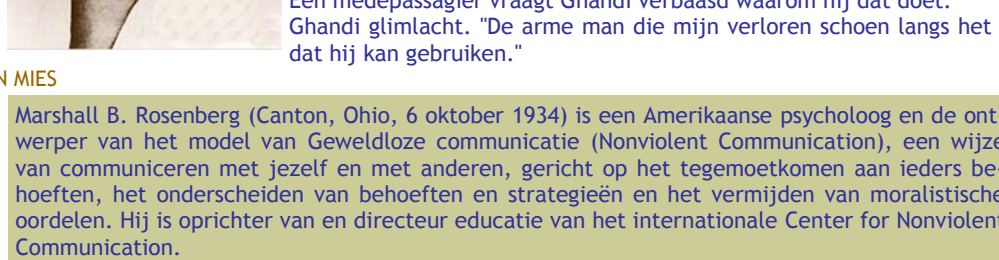 Een medepassagier vraagt Ghandi verbaasd waarom hij dat doet.
Ghandi glimlacht. "De arme man die mijn verloren schoen langs het
dat hij kan gebruiken."
N MIES
Marshall B. Rosenberg (Canton, Ohio, 6 oktober 1934) is een Amerikaanse psycholoog en de ont
werper van het model van Geweldloze communicatie (Nonviolent Communication), een wijze
van communiceren met jezelf en met anderen, gericht op het tegemoetkomen aan ieders be-
hoeften, het onderscheiden van behoeften en strategieën en het vermijden van moralistische
oordelen. Hij is oprichter van en directeur educatie van het internationale Center for Nonviolent
Communication.